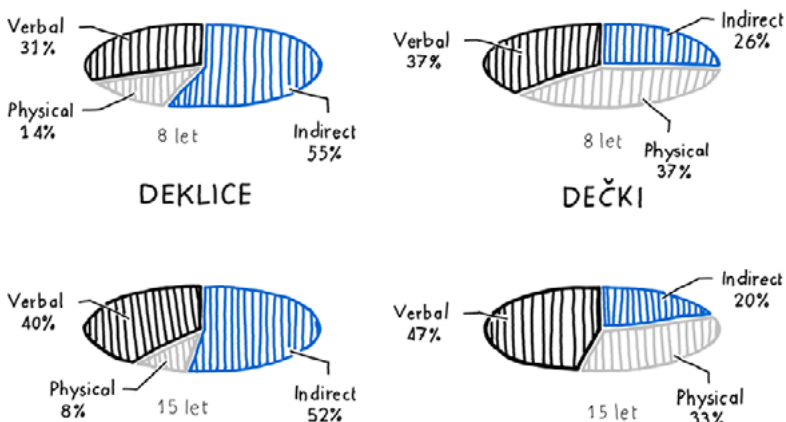 Verbal
31%
Physical
14%
8 let
Indirect
55%
DEKLICE
Verbal
37%
Indirect
26%
8 let
Physical
37%
DEČKI
Verbal
40%
Physical
8%
15 let
Indirect
52%
Verbal
47%
Indirect
20%
15 let
Physical
33%